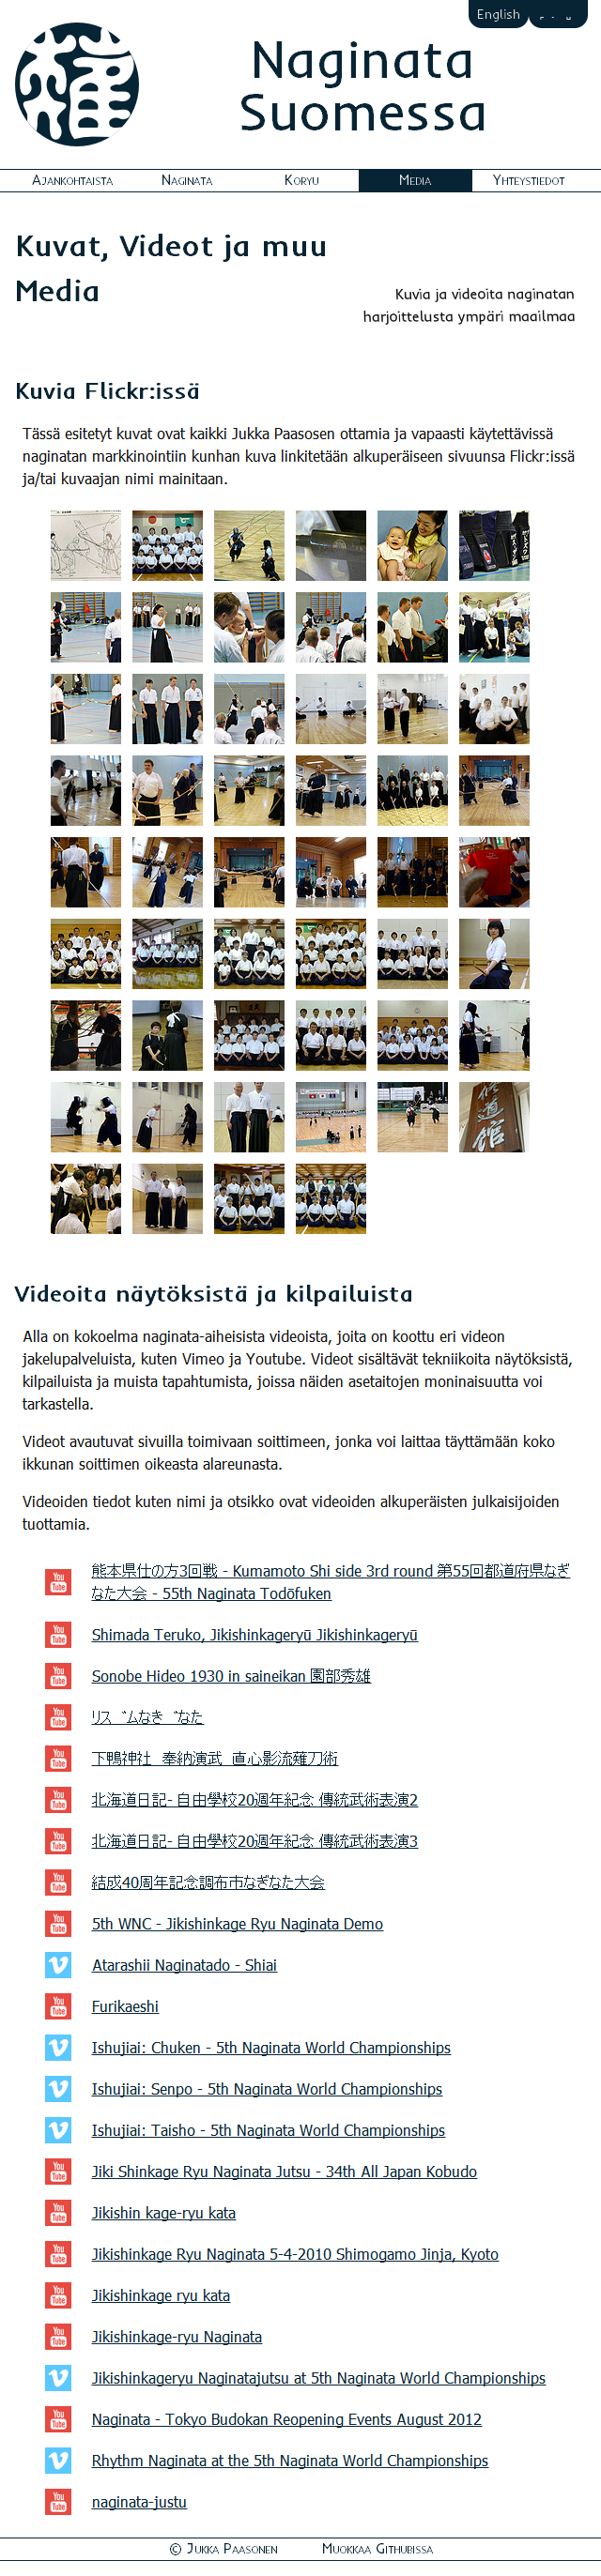 English
Naginata
Suomessa
Ajankohtaista Naginata Koryu Media Yhteystiedot
Kuvat, Videot ja muu
Media
Kuvia ja videoita naginatan
harjoittelusta ympäri maailmaa
Kuvia Flickr:issä
Tässä esitetyt kuvat ovat kaikki Jukka Paasosen ottamia ja vapaasti käytettävissä
naginatan markkinointiin kunhan kuva linkitetään alkuperäiseen sivuunsa Flickr:issä
ja/tai kuvaajan nimi mainitaan.
Videoita näytöksistä ja kilpailuista
Alla on kokoelma naginata-aiheisista videoista, joita on koottu eri videon
jakelupalveluista, kuten Vimeo ja Youtube. Videot sisältävät tekniikoita näytöksistä,
kilpailuista ja muista tapahtumista, joissa näiden asetaitojen moninaisuutta voi
tarkastella.
Videot avautuvat sivuilla toimivaan soittimeen, jonka voi laittaa täyttämään koko
ikkunan soittimen oikeasta alareunasta.
Videoiden tiedot kuten nimi ja otsikko ovat videoiden alkuperäisten julkaisijoiden
tuottamia.
熊本県仕の方3回戦 - Kumamoto Shi side 3rd round 第55回都道府県なぎ
なた大会 - 55th Naginata Todōfuken
Shimada Teruko, Jikishinkageryū Jikishinkageryū
Sonobe Hideo 1930 in saineikan 園部秀雄
リズムなぎなた
下鴨神社 奉納演武 直心影流薙刀術
北海道日記- 自由學校20週年紀念 傳統武術表演2
北海道日記- 自由學校20週年紀念 傳統武術表演3
結成40周年記念調布市なぎなた大会
5th WNC - Jikishinkage Ryu Naginata Demo
Atarashii Naginatado - Shiai
Furikaeshi
Ishujiai: Chuken - 5th Naginata World Championships
Ishujiai: Senpo - 5th Naginata World Championships
Ishujiai: Taisho - 5th Naginata World Championships
Jiki Shinkage Ryu Naginata Jutsu - 34th All Japan Kobudo
Jikishin kage-ryu kata
Jikishinkage Ryu Naginata 5-4-2010 Shimogamo Jinja, Kyoto
Jikishinkage ryu kata
Jikishinkage-ryu Naginata
Jikishinkageryu Naginatajutsu at 5th Naginata World Championships
Naginata - Tokyo Budokan Reopening Events August 2012
Rhythm Naginata at the 5th Naginata World Championships
naginata-justu
© Jukka Paasonen Muokkaa Githubissa